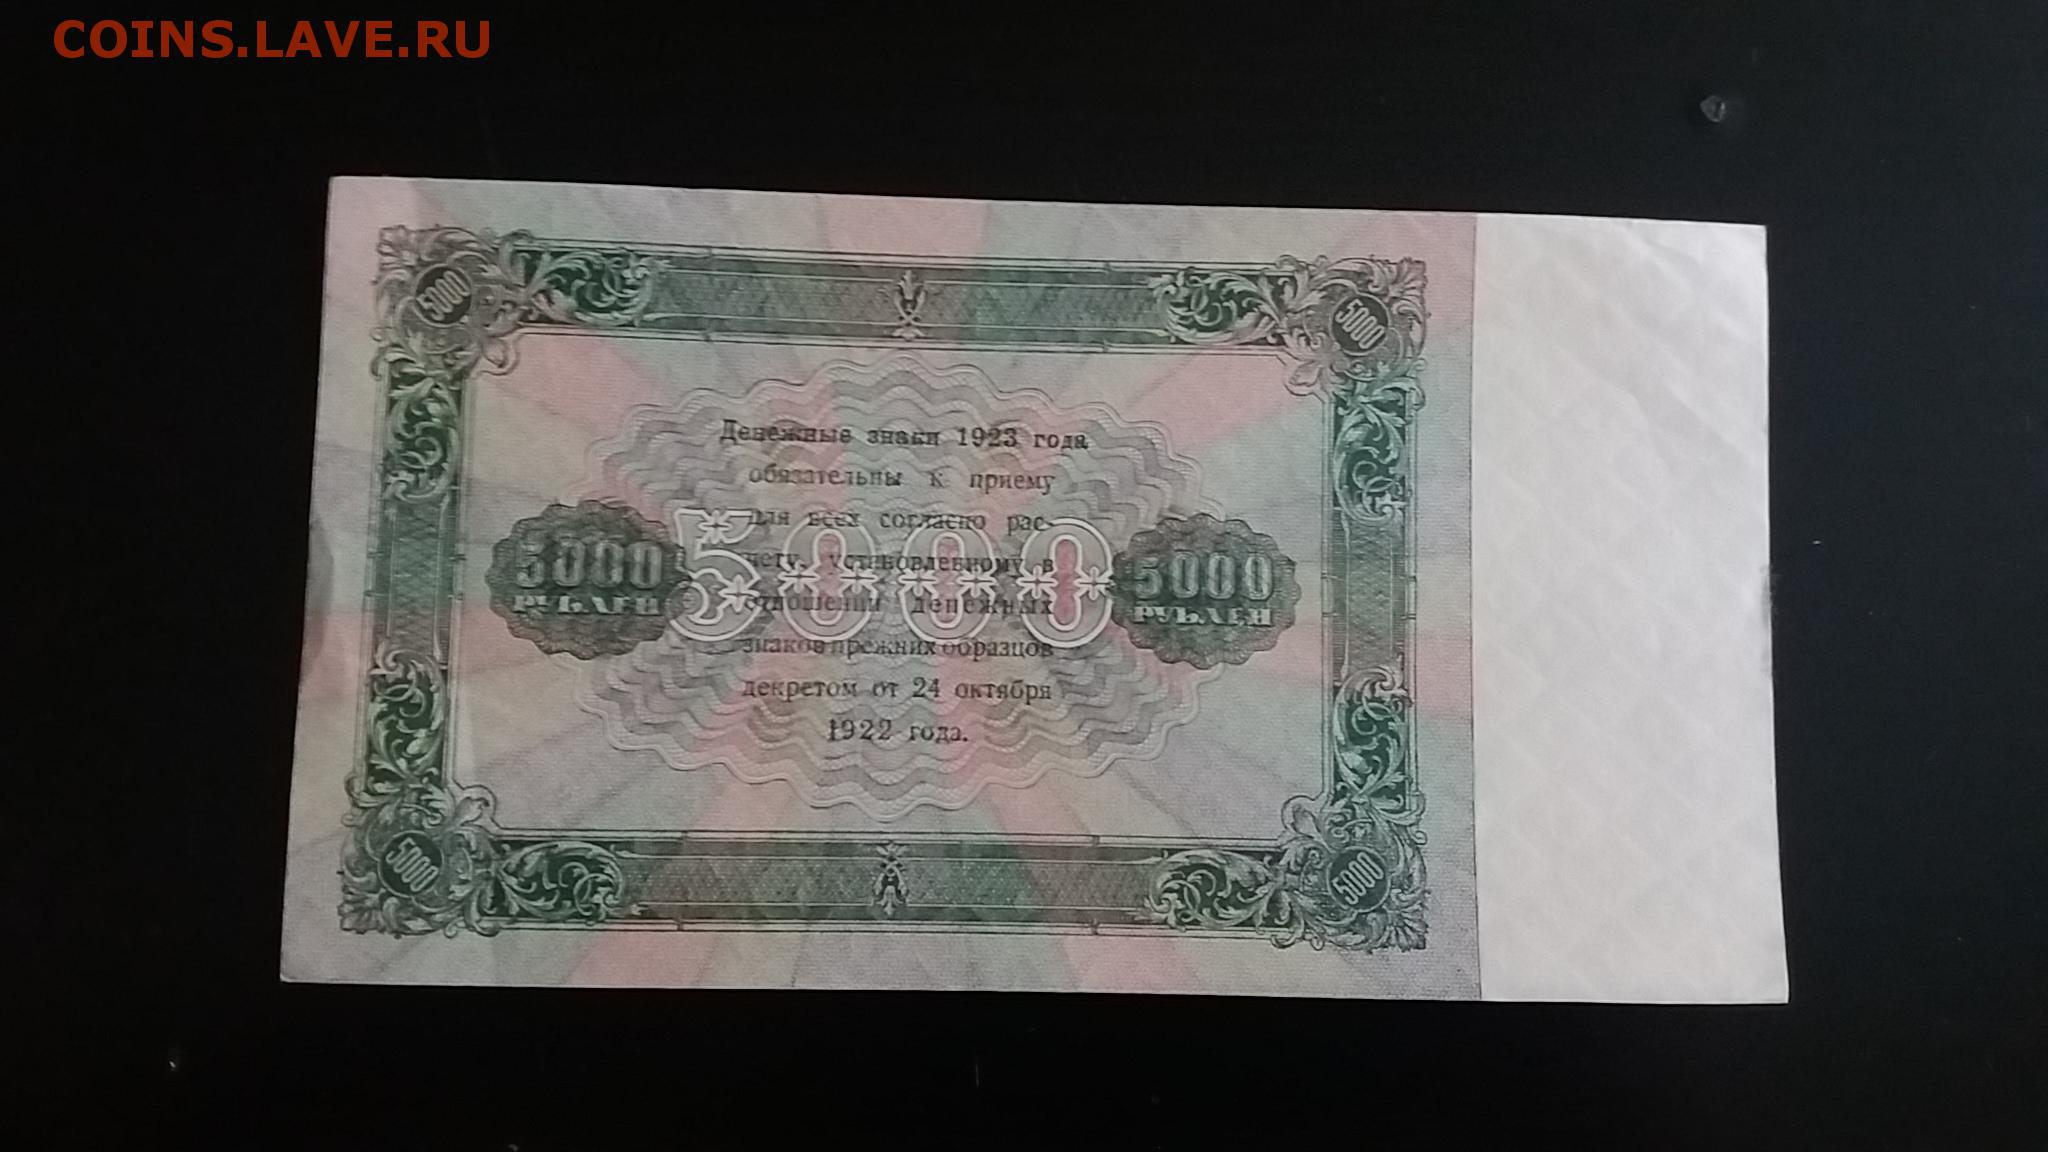 COINS.LAVE.RU
5000
5000
Денежные знаки 1923 года
обязательны к приему
для всех согласно рас-
чету, установленному в
отношении денежных
знаков прежних образцов
декретом от 24 октября
1922 года.
5000
РУБЛЕЙ
5000
5000
РУБЛЕЙ
5000
5000